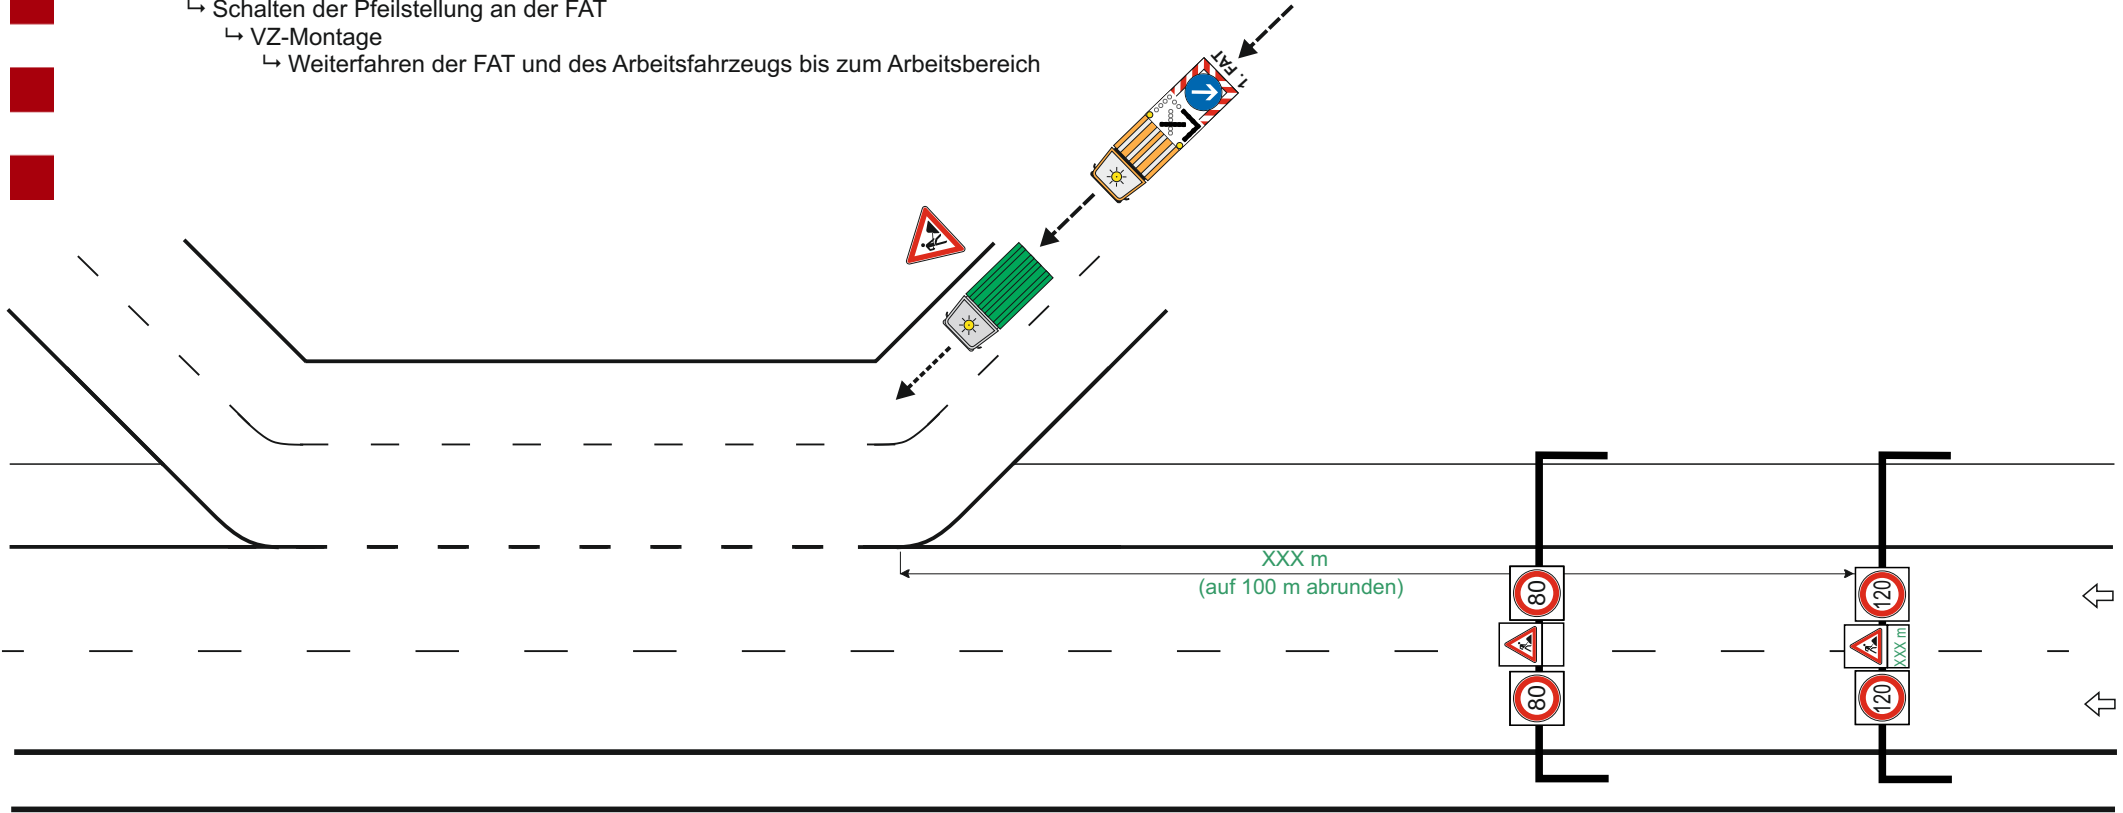 ↳ Schalten der Pfeilstellung an der FAT
↳ VZ-Montage
↳ Weiterfahren der FAT und des Arbeitsfahrzeugs bis zum Arbeitsbereich
1. FAT
XXX m
(auf 100 m abrunden)
80
120
XXX m
80
120